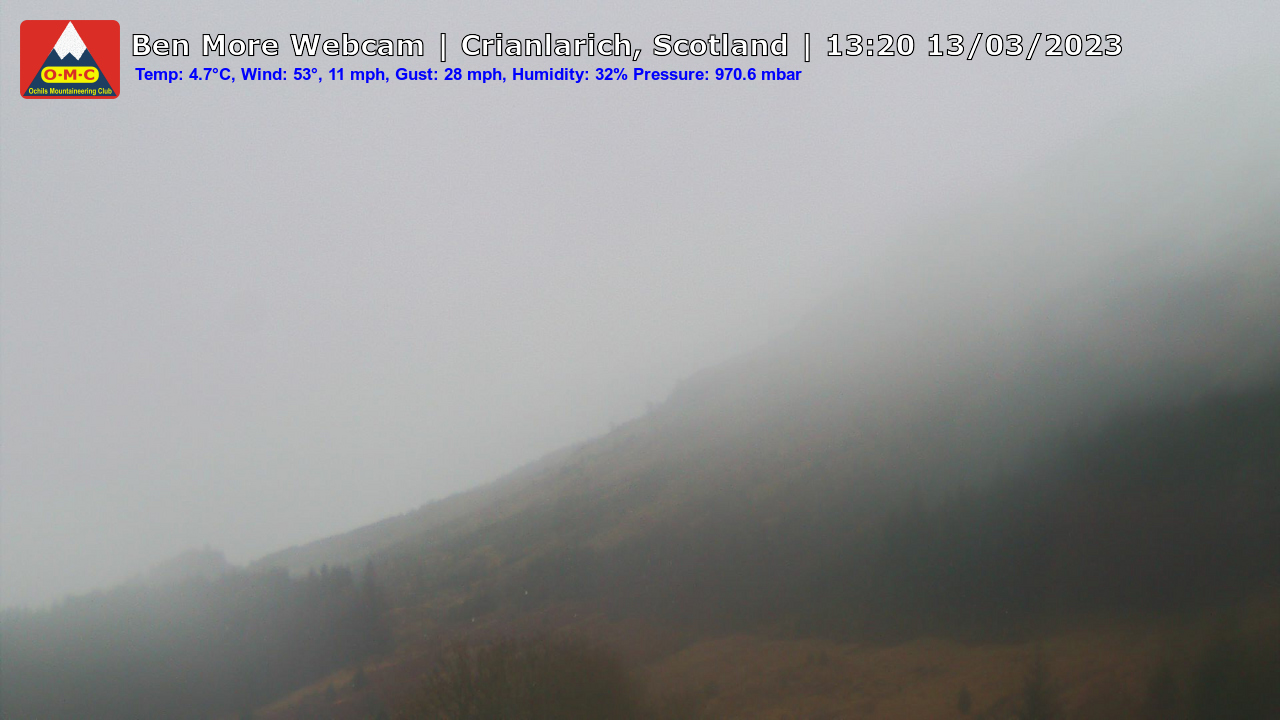 Ben More Webcam | Crianlarich, Scotland | 13:20 13/03/2023
Temp: 4.7°C, Wind: 53°, 11 mph, Gust: 28 mph, Humidity: 32% Pressure: 970.6 mbar
O·M·C
Ochils Mountaineering Club